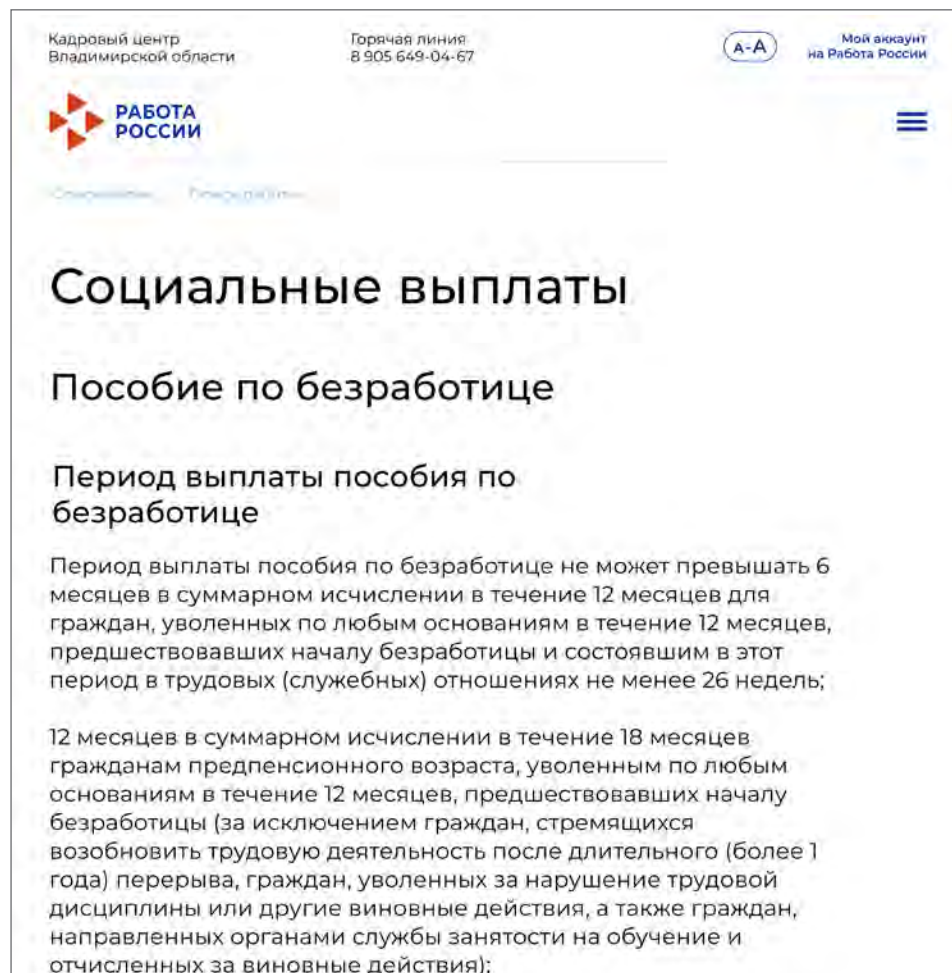 Кадровый центр
Владимирской области
Горячая линия
8 905 649-04-67
А-А
Мой аккаунт
на Работа России
РАБОТА
РОССИИ
Социальные выплаты
Пособие по безработице
Период выплаты пособия по
безработице
Период выплаты пособия по безработице не может превышать 6
месяцев в суммарном исчислении в течение 12 месяцев для
граждан, уволенных по любым основаниям в течение 12 месяцев,
предшествовавших началу безработицы и состоявшим в этот
период в трудовых (служебных) отношениях не менее 26 недель;
12 месяцев в суммарном исчислении в течение 18 месяцев
гражданам предпенсионного возраста, уволенным по любым
основаниям в течение 12 месяцев, предшествовавших началу
безработицы (за исключением граждан, стремящихся
возобновить трудовую деятельность после длительного (более 1
года) перерыва, граждан, уволенных за нарушение трудовой
дисциплины или другие виновные действия, а также граждан,
направленных органами службы занятости на обучение и
отчисленных за виновные действия);